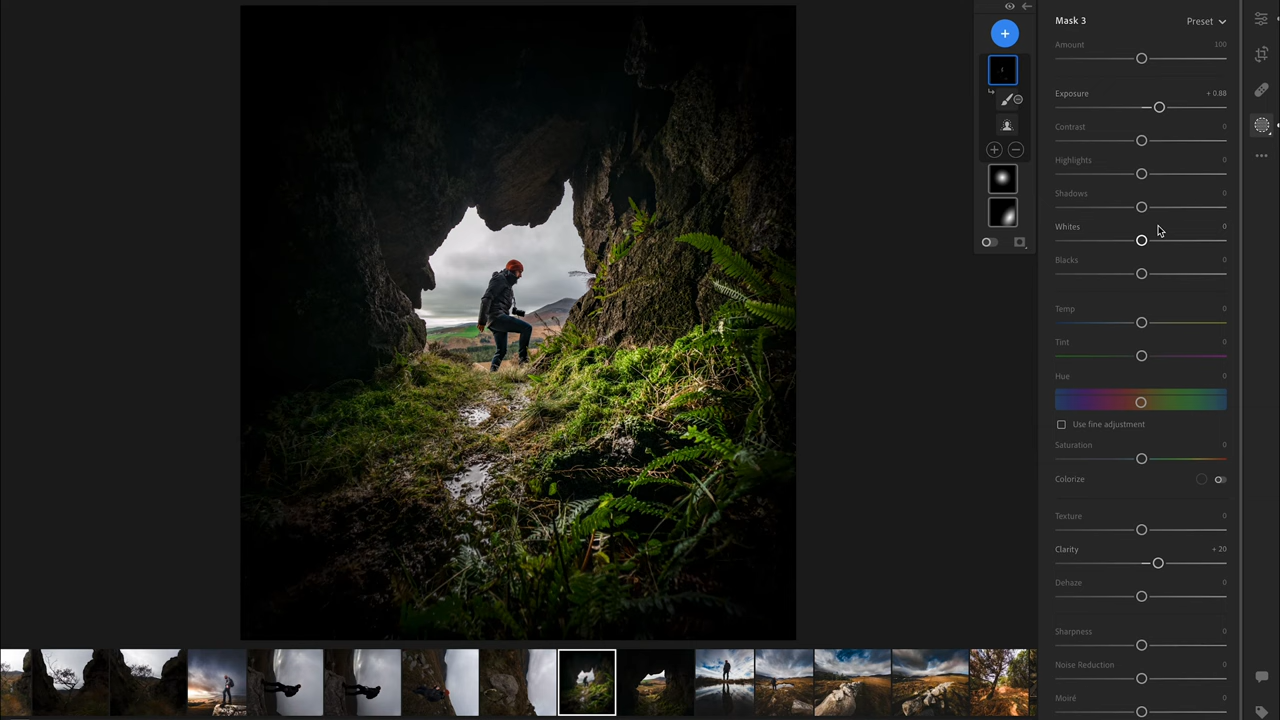 Mask 3 Preset
Amount 100
Exposure + 0.88
Contrast 0
Highlights 0
Shadows 0
Whites 0
Blacks 0
Temp 0
Tint 0
Hue 0
Use fine adjustment
Saturation 0
Colorize
Texture 0
Clarity + 20
Dehaze 0
Sharpness 0
Noise Reduction 0
Moiré 0